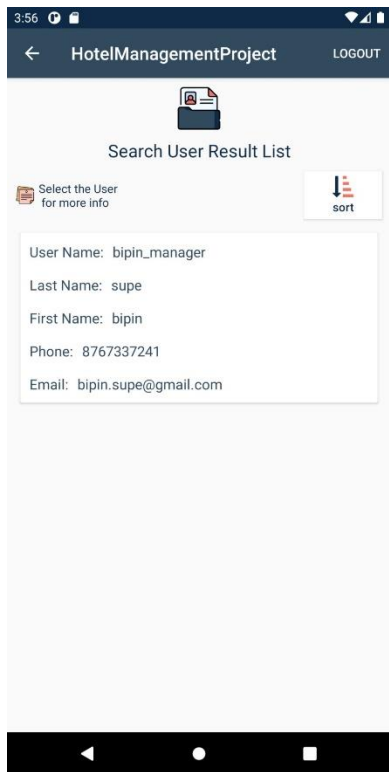 3:56
HotelManagementProject
LOGOUT
Search User Result List
Select the User
for more info
sort
User Name: bipin_manager
Last Name: supe
First Name: bipin
Phone: 8767337241
Email: bipin.supe@gmail.com